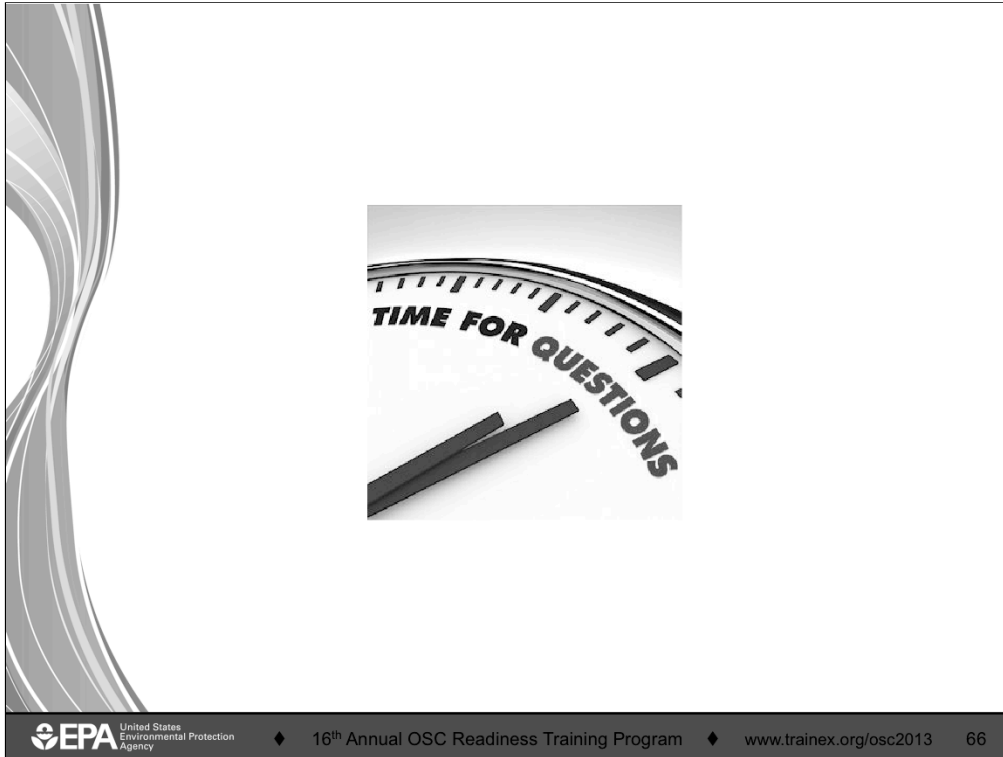 TIME FOR QUESTIONS
EPA United States
Environmental Protection
Agency
♦ 16th Annual OSC Readiness Training Program ♦ www.trainex.org/osc2013 66